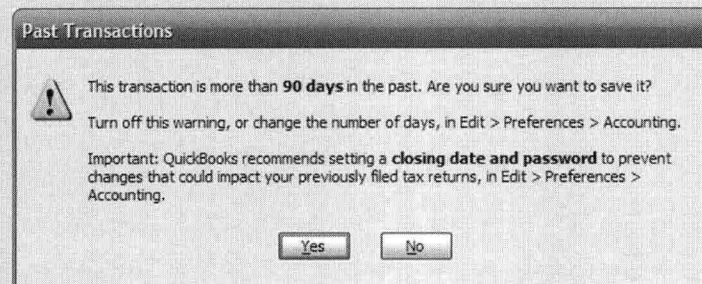 Past Transactions
This transaction is more than 90 days in the past. Are you sure you want to save it?
Turn off this warning, or change the number of days, in Edit > Preferences > Accounting.
Important: QuickBooks recommends setting a closing date and password to prevent
changes that could impact your previously filed tax returns, in Edit > Preferences >
Accounting.
Yes
No